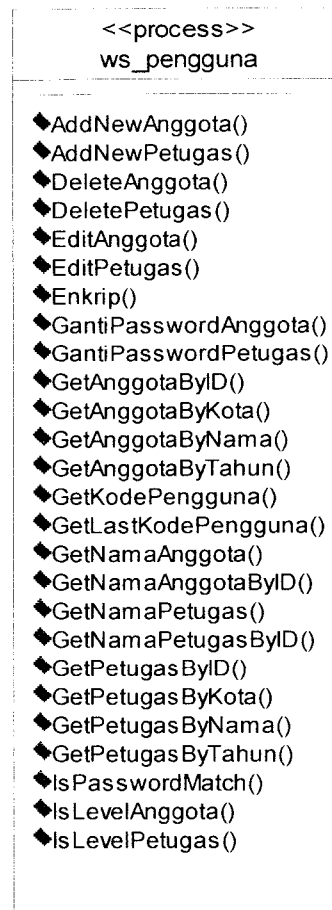 <<process>>
ws_pengguna
AddNewAnggota()
AddNewPetugas()
DeleteAnggota()
DeletePetugas()
EditAnggota()
EditPetugas()
Enkrip()
GantiPasswordAnggota()
GantiPasswordPetugas()
GetAnggotaByID()
GetAnggotaByKota()
GetAnggotaByNama()
GetAnggotaByTahun()
GetKodePengguna()
GetLastKodePengguna()
GetNamaAnggota()
GetNamaAnggotaByID()
GetNamaPetugas()
GetNamaPetugasByID()
GetPetugasByID()
GetPetugasByKota()
GetPetugasByNama()
GetPetugasByTahun()
IsPasswordMatch()
IsLevelAnggota()
IsLevelPetugas()